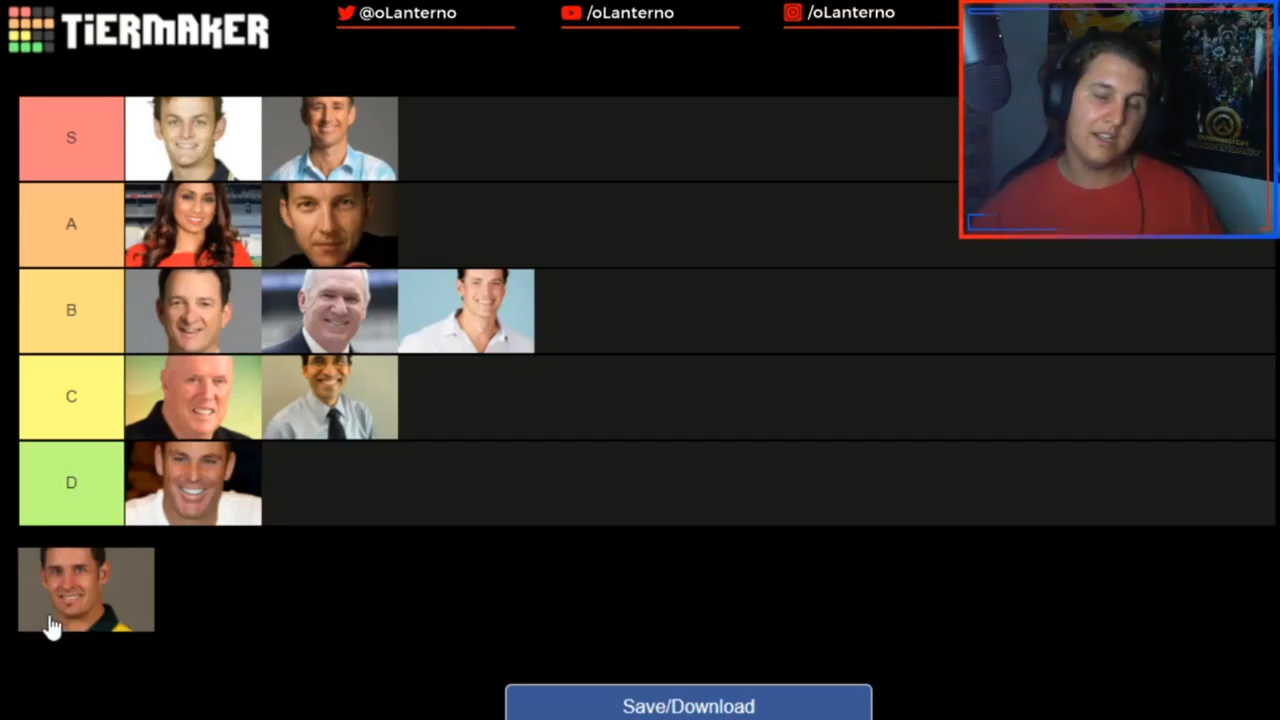 TiERMAKER
@oLanterno
/oLanterno
/oLanterno
S
A
B
C
D
Save/Download